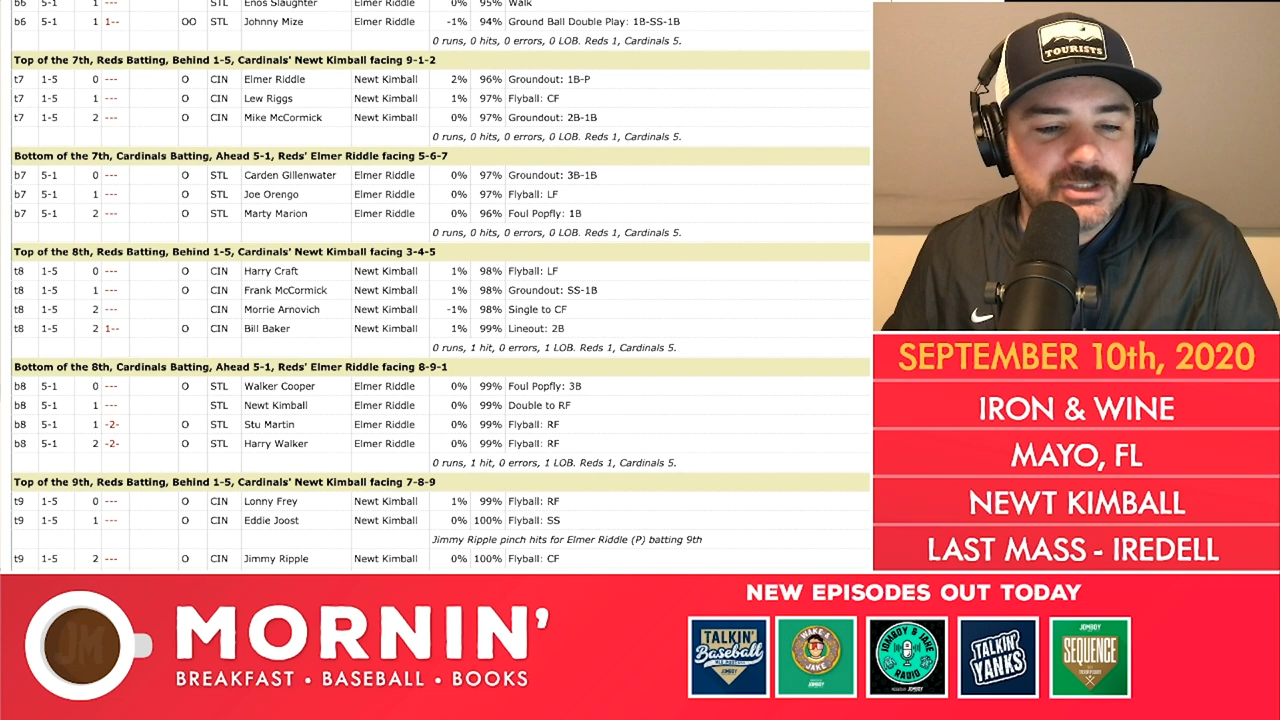 b6 5-1 1 --- STL Enos Slaughter Elmer Riddle 0% 95% Walk
b6 5-1 1 1-- OO STL Johnny Mize Elmer Riddle -1% 94% Ground Ball Double Play: 1B-SS-1B
0 runs, 0 hits, 0 errors, 0 LOB. Reds 1, Cardinals 5.
Top of the 7th, Reds Batting, Behind 1-5, Cardinals' Newt Kimball facing 9-1-2
t7 1-5 0 --- O CIN Elmer Riddle Newt Kimball 2% 96% Groundout: 1B-P
t7 1-5 1 --- O CIN Lew Riggs Newt Kimball 1% 97% Flyball: CF
t7 1-5 2 --- O CIN Mike McCormick Newt Kimball 0% 97% Groundout: 2B-1B
0 runs, 0 hits, 0 errors, 0 LOB. Reds 1, Cardinals 5.
Bottom of the 7th, Cardinals Batting, Ahead 5-1, Reds' Elmer Riddle facing 5-6-7
b7 5-1 0 --- O STL Carden Gillenwater Elmer Riddle 0% 97% Groundout: 3B-1B
b7 5-1 1 --- O STL Joe Orengo Elmer Riddle 0% 97% Flyball: LF
b7 5-1 2 --- O STL Marty Marion Elmer Riddle 0% 96% Foul Popfly: 1B
0 runs, 0 hits, 0 errors, 0 LOB. Reds 1, Cardinals 5.
Top of the 8th, Reds Batting, Behind 1-5, Cardinals' Newt Kimball facing 3-4-5
t8 1-5 0 --- O CIN Harry Craft Newt Kimball 1% 98% Flyball: LF
t8 1-5 1 --- O CIN Frank McCormick Newt Kimball 1% 98% Groundout: SS-1B
t8 1-5 2 --- CIN Morrie Arnovich Newt Kimball -1% 98% Single to CF
t8 1-5 2 1-- O CIN Bill Baker Newt Kimball 1% 99% Lineout: 2B
0 runs, 1 hit, 0 errors, 1 LOB. Reds 1, Cardinals 5.
Bottom of the 8th, Cardinals Batting, Ahead 5-1, Reds' Elmer Riddle facing 8-9-1
b8 5-1 0 --- O STL Walker Cooper Elmer Riddle 0% 99% Foul Popfly: 3B
b8 5-1 1 --- STL Newt Kimball Elmer Riddle 0% 99% Double to RF
b8 5-1 1 -2- O STL Stu Martin Elmer Riddle 0% 99% Flyball: RF
b8 5-1 2 -2- O STL Harry Walker Elmer Riddle 0% 99% Flyball: RF
0 runs, 1 hit, 0 errors, 1 LOB. Reds 1, Cardinals 5.
Top of the 9th, Reds Batting, Behind 1-5, Cardinals' Newt Kimball facing 7-8-9
t9 1-5 0 --- O CIN Lonny Frey Newt Kimball 1% 99% Flyball: RF
t9 1-5 1 --- O CIN Eddie Joost Newt Kimball 0% 100% Flyball: SS
Jimmy Ripple pinch hits for Elmer Riddle (P) batting 9th
t9 1-5 2 --- O CIN Jimmy Ripple Newt Kimball 0% 100% Flyball: CF
TOURISTS
SEPTEMBER 10th, 2020
IRON & WINE
MAYO, FL
NEWT KIMBALL
LAST MASS - IREDELL
JM
MORNIN'
BREAKFAST • BASEBALL • BOOKS
NEW EPISODES OUT TODAY
TALKIN' Baseball
JOMBOY
WAKE & JAKE
JOMBOY & JAKE RADIO
TALKIN' YANKS
JOMBOY
SEQUENCE